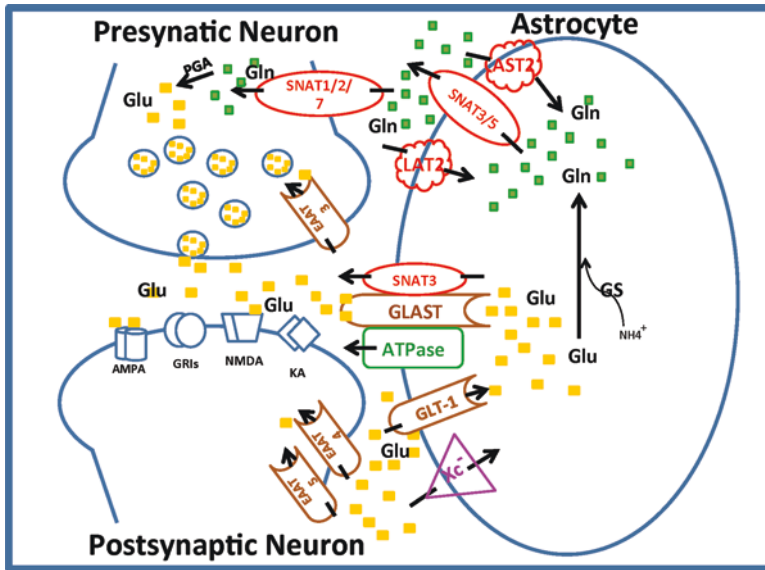 Presynatic Neuron
Astrocyte
PGA
Gln
Glu
SNAT1/2/
7
Gln
AST2
SNAT3/5
Gln
LAT2
Gln
EAAT
3
SNAT3
Glu
Glu
GLAST
Glu
GS
NH4+
ATPase
Glu
AMPA
GRIs
NMDA
KA
GLT-1
EAAT
4
Glu
EAAT
5
Xc-
Postsynaptic Neuron